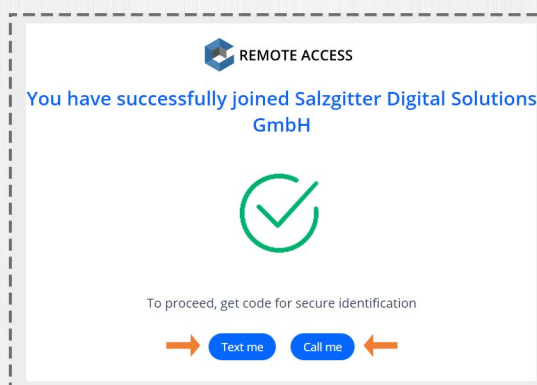 REMOTE ACCESS
You have successfully joined Salzgitter Digital Solutions
GmbH
To proceed, get code for secure identification
Text me Call me